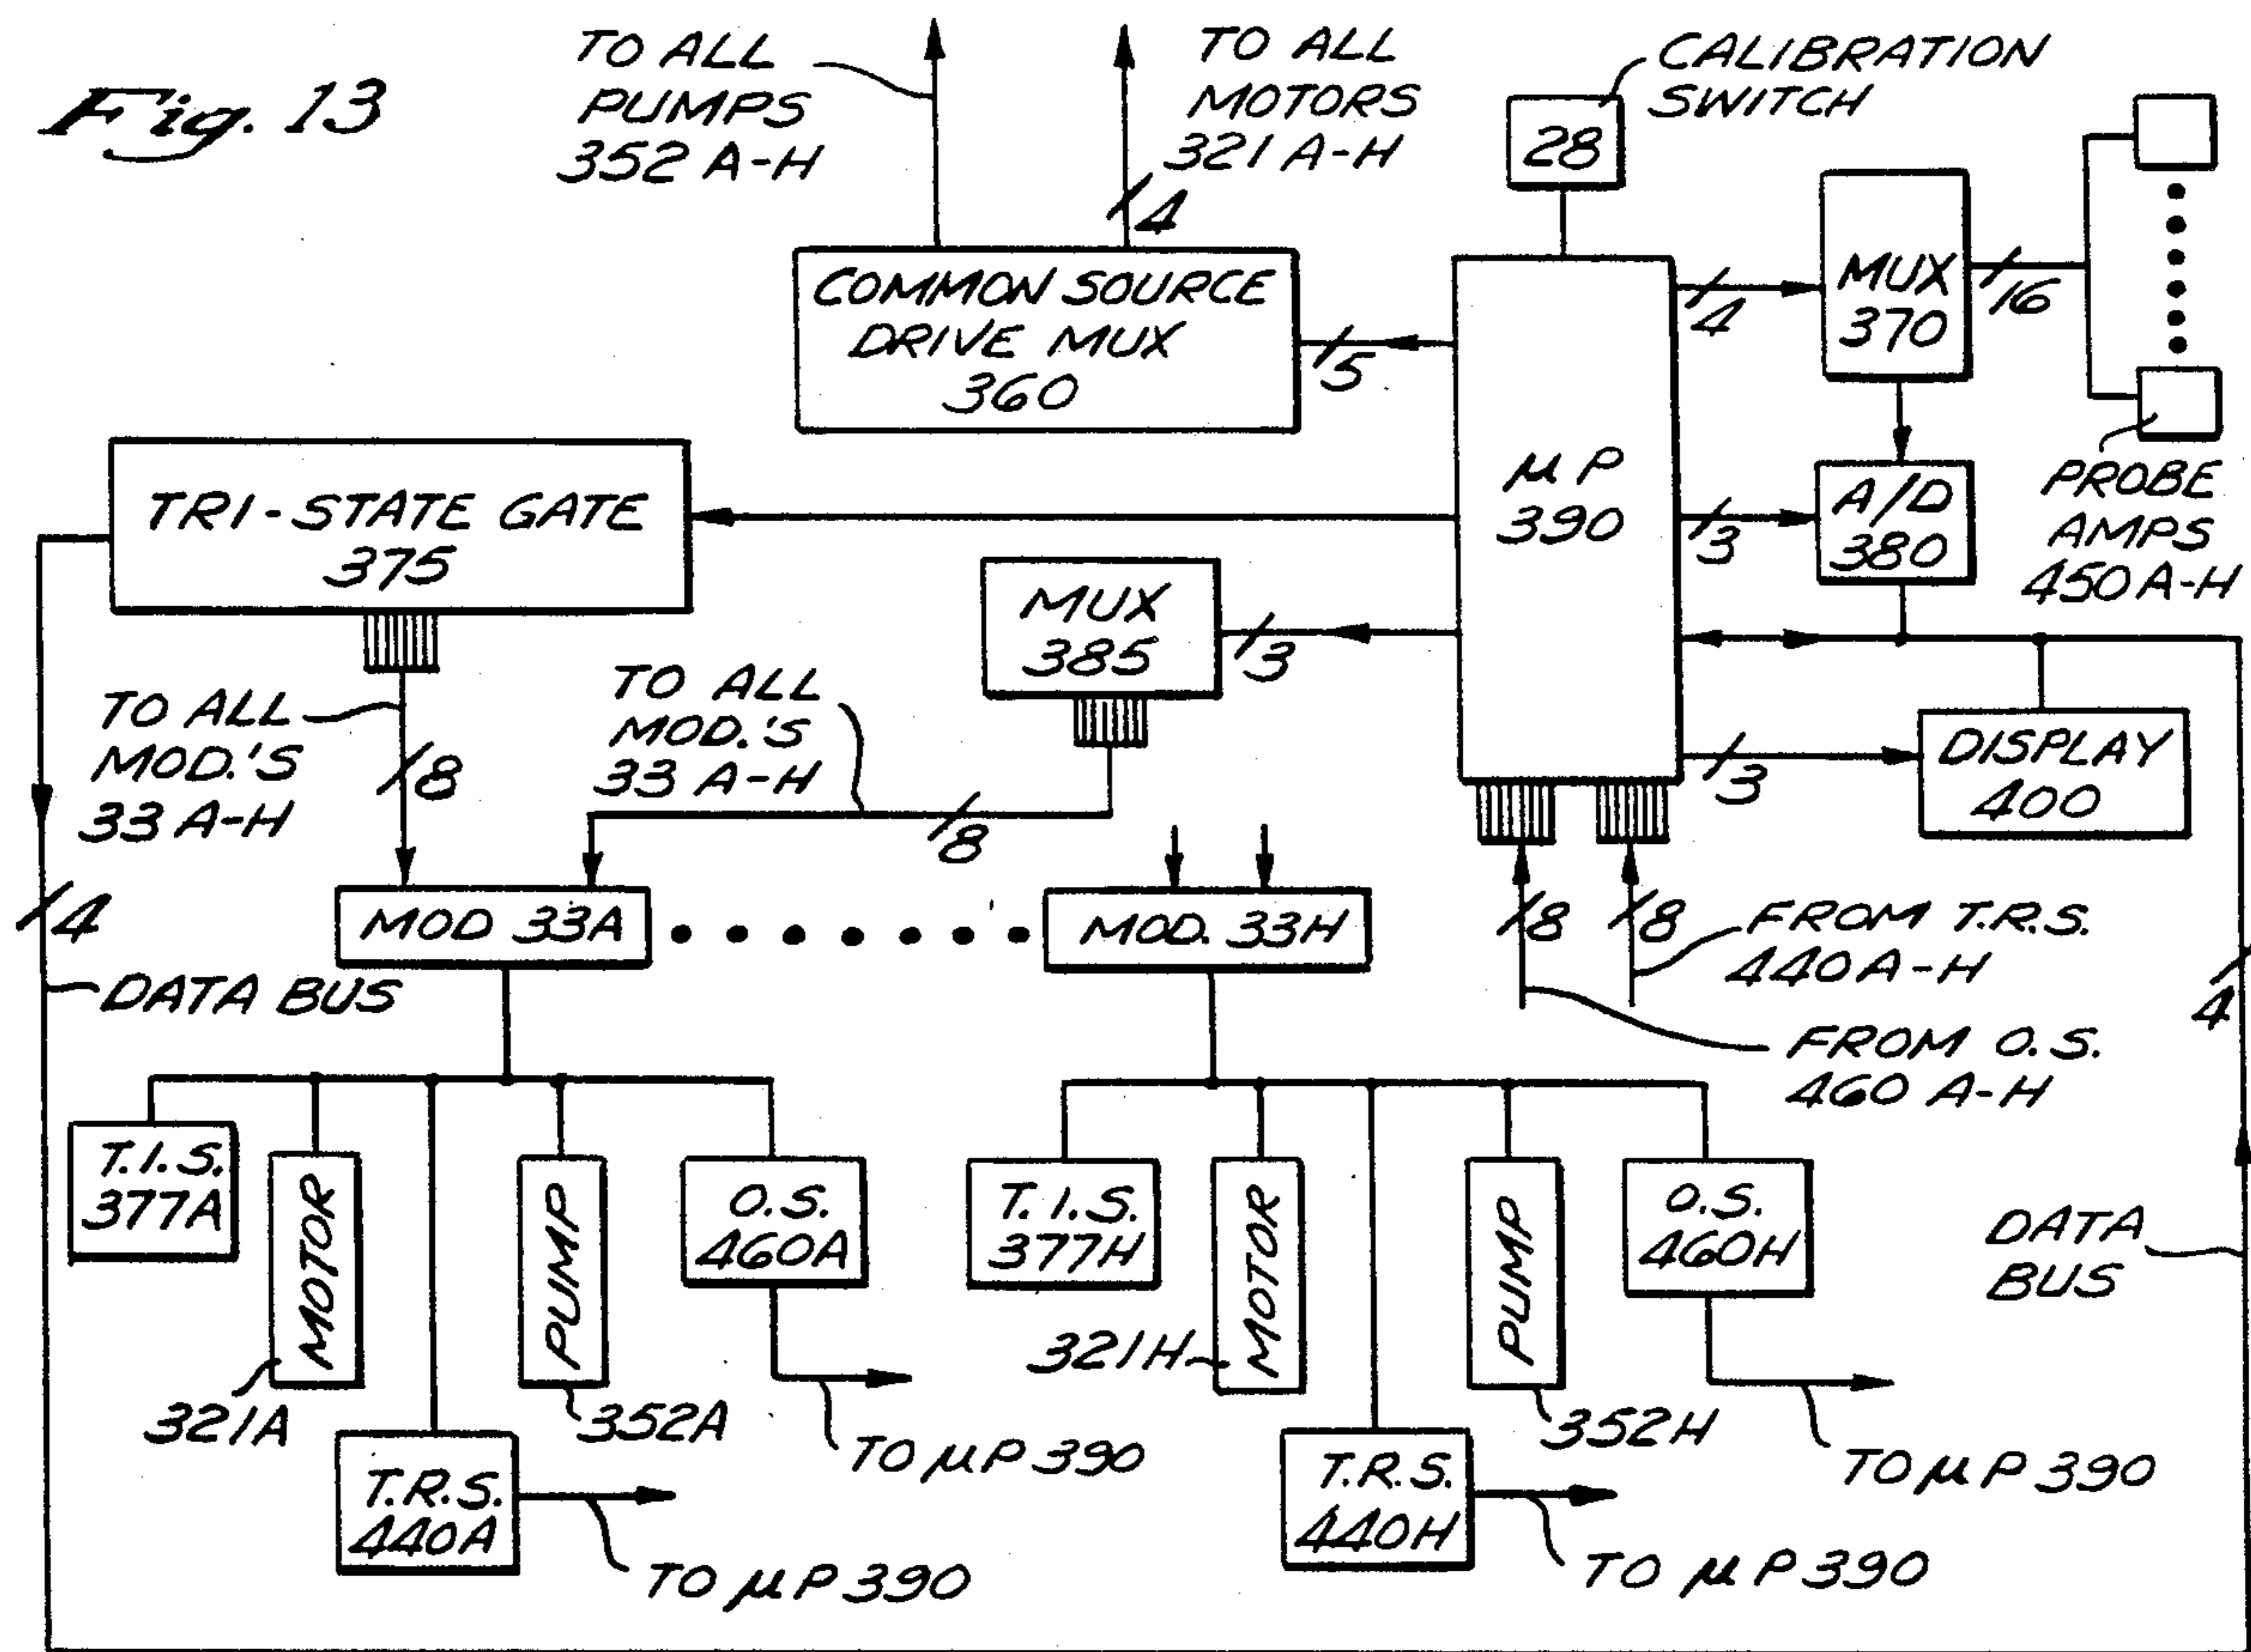 Fig. 13
TO ALL
PUMPS
352 A-H
TO ALL
MOTORS
321 A-H
4
CALIBRATION
SWITCH
28
COMMON SOURCE
DRIVE MUX
360
5
μP
390
4
MUX
370
16
3
A/D
380
PROBE
AMPS
450A-H
TRI-STATE GATE
375
MUX
385
3
TO ALL
MOD.'S
33 A-H
8
TO ALL
MOD.'S
33 A-H
8
3
DISPLAY
400
4
DATA BUS
MOD 33A
MOD. 33H
8
8
FROM T.R.S.
440A-H
FROM O.S.
460 A-H
4
DATA
BUS
T.I.S.
377A
MOTOR
321A
PUMP
352A
O.S.
460A
TO μP 390
T.R.S.
440A
TO μP 390
T.I.S.
377H
MOTOR
321H
PUMP
352H
O.S.
460H
TO μP 390
T.R.S.
440H
TO μP 390